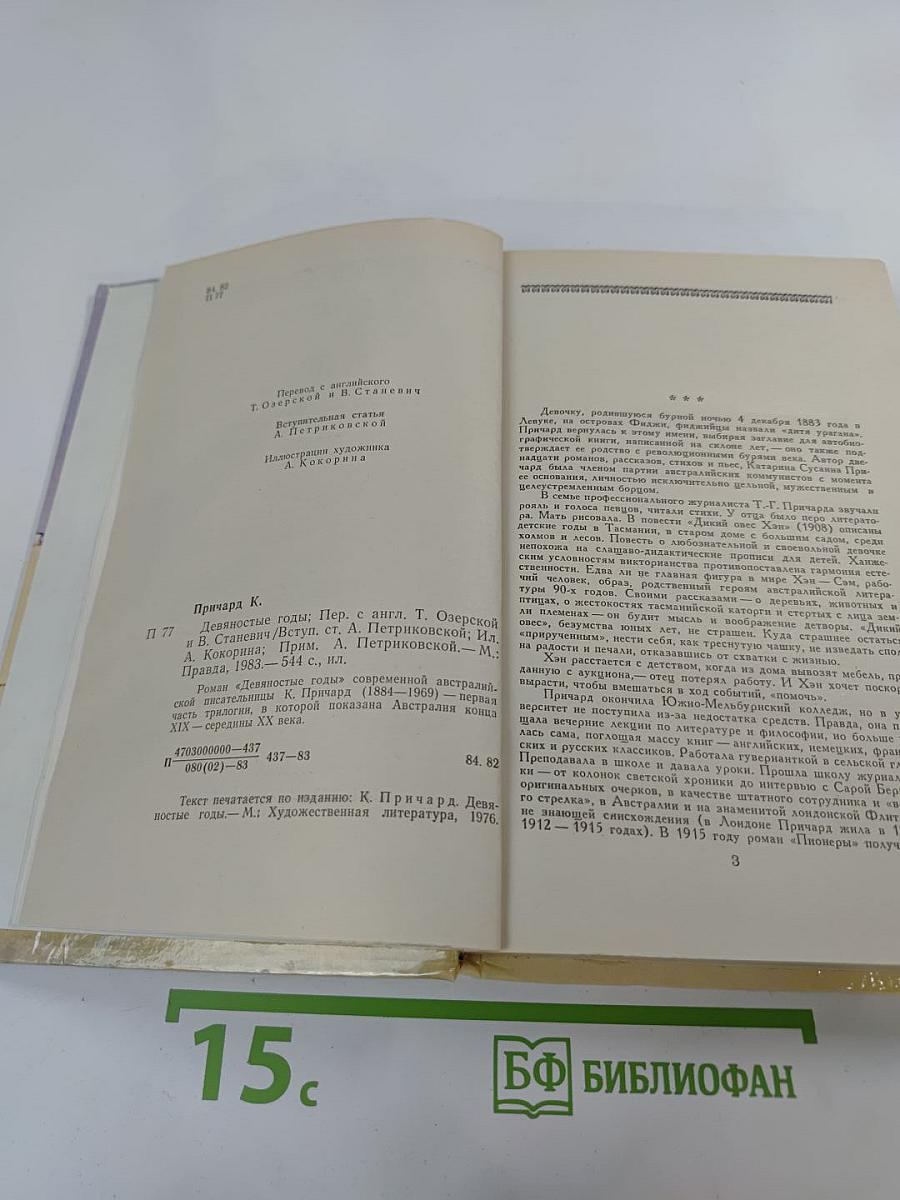 84. 82
П 77
Перевод с английского
Т. Озерской и В. Станевич
Вступительная статья
А. Петриковской
Иллюстрации художника
А. Кокорина
Причард К.
П 77 Девяностые годы; Пер. с англ. Т. Озерской
и В. Станевич/Вступ. ст. А. Петриковской; Ил.
А. Кокорина; Прим. А. Петриковской.— М.:
Правда, 1983.— 544 с., ил.
Роман «Девяностые годы» современной австралий-
ской писательницы К. Причард (1884—1969) — первая
часть трилогии, в которой показана Австралия конца
XIX — середины XX века.
П 4703000000—437
080(02)—83 437—83 84. 82
Текст печатается по изданию: К. Причард. Девя-
ностые годы.— М.: Художественная литература, 1976.
* * *
Девочку, родившуюся бурной ночью 4 декабря 1883 года в
Левуке, на островах Фиджи, фиджийцы назвали «дитя урагана».
Причард вернулась к этому имени, выбирая заглавие для автобио-
графической книги, написанной на склоне лет,— оно также под-
тверждает ее родство с революционными бурями века. Автор две-
надцати романов, рассказов, стихов и пьес, Катарина Сусанна При-
чард была членом партии австралийских коммунистов с момента
ее основания, личностью исключительно цельной, мужественным и
целеустремленным борцом.
В семье профессионального журналиста Т.-Г. Причарда звучали
рояль и голоса певцов, читали стихи. У отца было перо литерато-
ра. Мать рисовала. В повести «Дикий овес Хэн» (1908) описаны
детские годы в Тасмании, в старом доме с большим садом, среди
холмов и лесов. Повесть о любознательной и своевольной девочке
непохожа на слащаво-дидактические прописи для детей. Ханже-
ским условностям викторианства противопоставлена гармония есте-
ственности. Едва ли не главная фигура в мире Хэн — Сэм, рабо-
чий человек, образ, родственный героям австралийской литера-
туры 90-х годов. Своими рассказами — о деревьях, животных и
птицах, о жестокостях тасманийской каторги и стертых с лица зем-
ли племенах — он будит мысль и воображение детворы. «Дикий
овес», безумства юных лет, не страшен. Куда страшнее остаться
«прирученным», нести себя, как треснутую чашку, не изведать спол
на радости и печали, отказавшись от схватки с жизнью.
Хэн расстается с детством, когда из дома вывозят мебель, про
данную с аукциона,— отец потерял работу. И Хэн хочет поскор
вырасти, чтобы вмешаться в ход событий, «помочь».
Причард окончила Южно-Мельбурнский колледж, но в у
верситет не поступила из-за недостатка средств. Правда, она п
щала вечерние лекции по литературе и философии, но больше
лась сама, поглощая массу книг — английских, немецких, фран
ских и русских классиков. Работала гувернанткой в сельской гл
Преподавала в школе и давала уроки. Прошла школу журнал
ки — от колонок светской хроники до интервью с Сарой Бер
оригинальных очерков, в качестве штатного сотрудника и «в
го стрелка», в Австралии и на знаменитой лондонской Флит
не знающей снисхождения (в Лондоне Причард жила в 1
1912 — 1915 годах). В 1915 году роман «Пионеры» получ
3
15 с
БФ БИБЛИОФАН